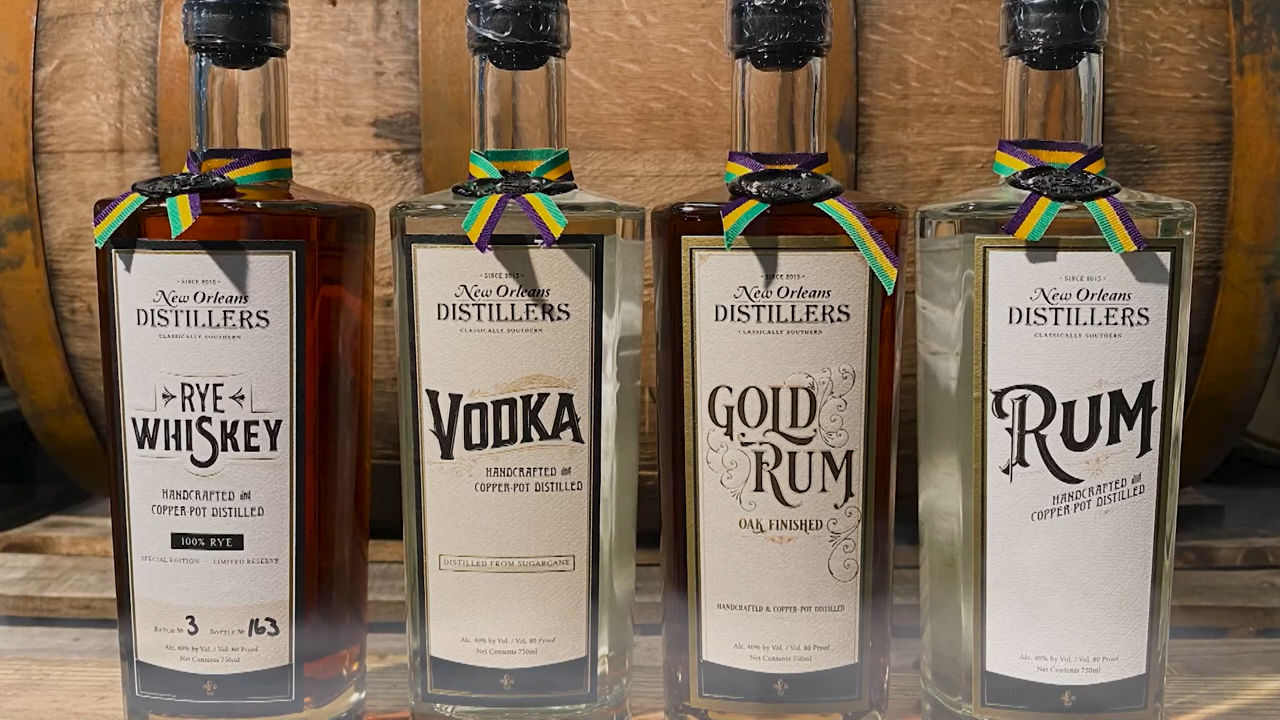 - SINCE 2015 -
New Orleans
DISTILLERS
CLASSICALLY SOUTHERN
RYE
WHISKEY
HANDCRAFTED and
COPPER-POT DISTILLED
100% RYE
SPECIAL EDITION - LIMITED RESERVE
BATCH № 3 BOTTLE № 163
Alc. 40% by Vol. / Vol. 80 Proof
Net Contents 750ml
- SINCE 2015 -
New Orleans
DISTILLERS
CLASSICALLY SOUTHERN
VODKA
HANDCRAFTED and
COPPER-POT DISTILLED
DISTILLED FROM SUGARCANE
Alc. 40% by Vol. / Vol. 80 Proof
Net Contents 750ml
- SINCE 2015 -
New Orleans
DISTILLERS
CLASSICALLY SOUTHERN
GOLD
RUM
OAK FINISHED
HANDCRAFTED & COPPER-POT DISTILLED
Alc. 40% by Vol. / Vol. 80 Proof
Net Contents 750ml
- SINCE 2015 -
New Orleans
DISTILLERS
CLASSICALLY SOUTHERN
RUM
HANDCRAFTED and
COPPER-POT DISTILLED
Alc. 40% by Vol. / Vol. 80 Proof
Net Contents 750ml